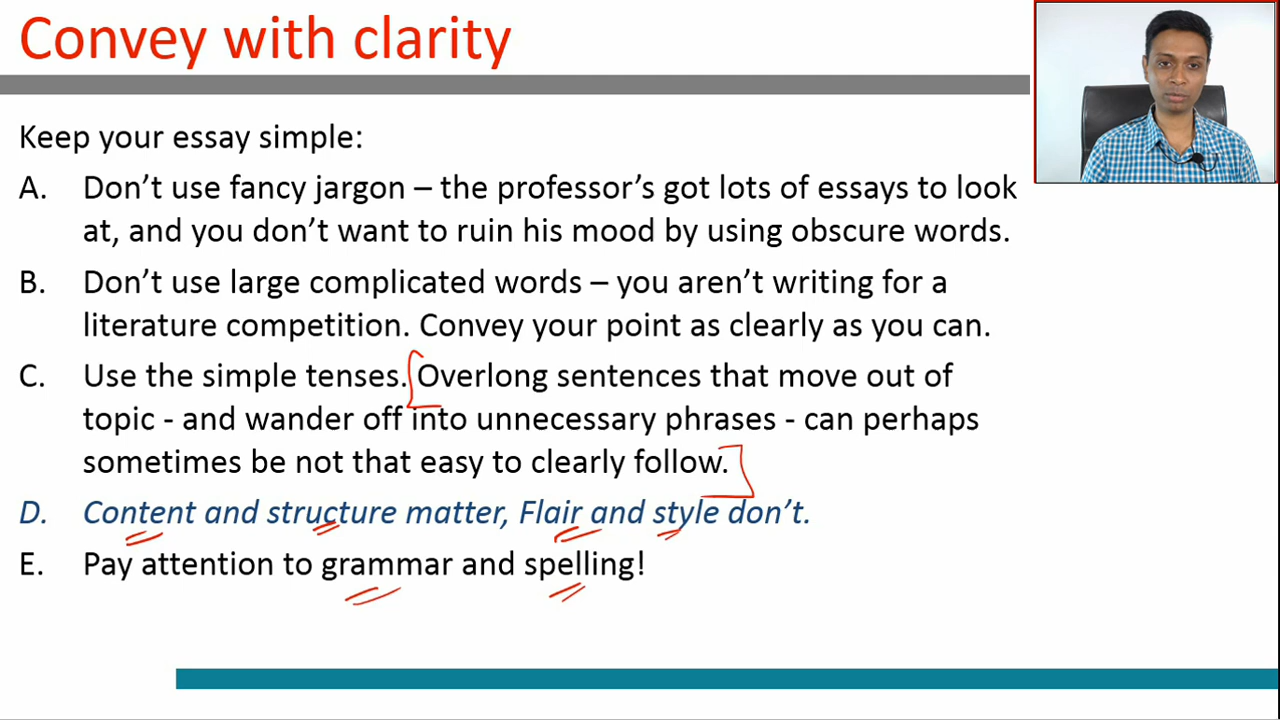 Convey with clarity
Keep your essay simple:
A. Don’t use fancy jargon – the professor’s got lots of essays to look
at, and you don’t want to ruin his mood by using obscure words.
B. Don’t use large complicated words – you aren’t writing for a
literature competition. Convey your point as clearly as you can.
C. Use the simple tenses. Overlong sentences that move out of
topic - and wander off into unnecessary phrases - can perhaps
sometimes be not that easy to clearly follow.
D. Content and structure matter, Flair and style don’t.
E. Pay attention to grammar and spelling!